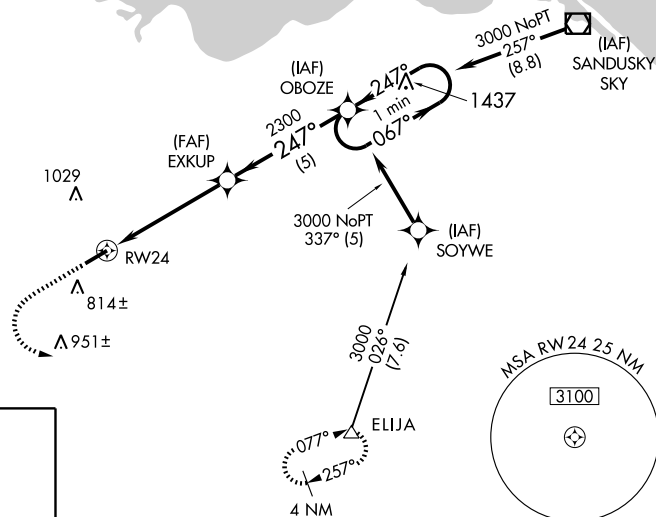 3000 NoPT
257°
(8.8)
(IAF)
SANDUSKY
SKY
(IAF)
OBOZE
247°
1 min
067°
1437
2300
247°
(5)
(FAF)
EXKUP
1029
3000 NoPT
337° (5)
(IAF)
SOYWE
RW24
814±
951±
3000
026°
(7.6)
MSA RW24 25 NM
3100
ELIJA
077°
257°
4 NM